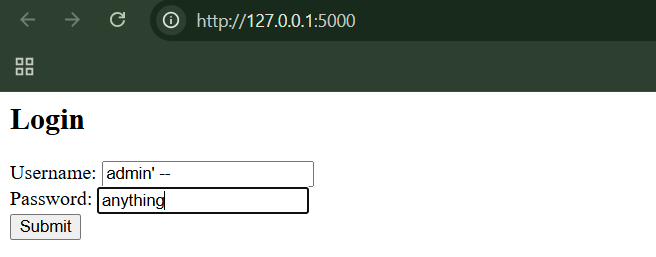 http://127.0.0.1:5000
Login
Username: admin' --
Password: anything
Submit